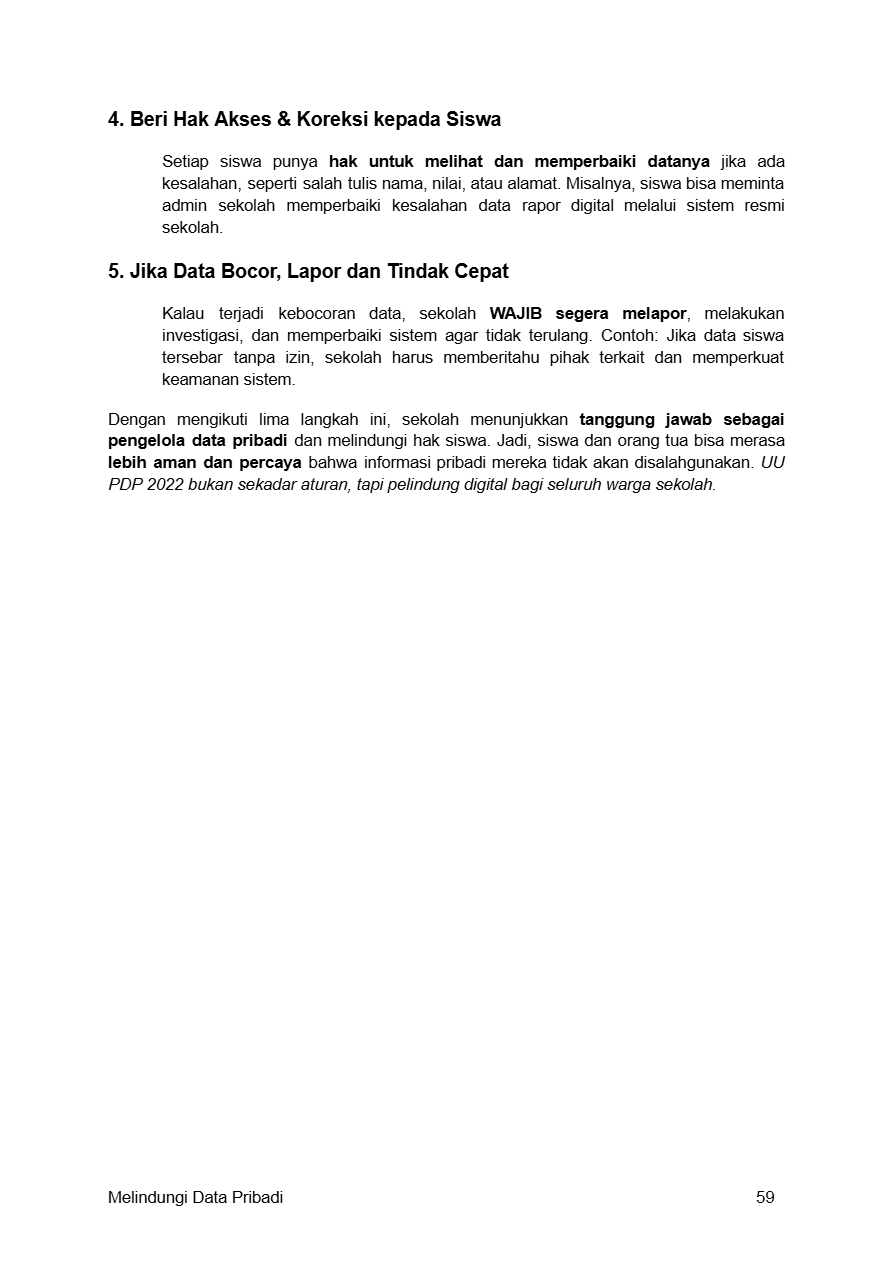 4. Beri Hak Akses & Koreksi kepada Siswa
Setiap siswa punya hak untuk melihat dan memperbaiki datanya jika ada
kesalahan, seperti salah tulis nama, nilai, atau alamat. Misalnya, siswa bisa meminta
admin sekolah memperbaiki kesalahan data rapor digital melalui sistem resmi
sekolah.
5. Jika Data Bocor, Lapor dan Tindak Cepat
Kalau terjadi kebocoran data, sekolah WAJIB segera melapor, melakukan
investigasi, dan memperbaiki sistem agar tidak terulang. Contoh: Jika data siswa
tersebar tanpa izin, sekolah harus memberitahu pihak terkait dan memperkuat
keamanan sistem.
Dengan mengikuti lima langkah ini, sekolah menunjukkan tanggung jawab sebagai
pengelola data pribadi dan melindungi hak siswa. Jadi, siswa dan orang tua bisa merasa
lebih aman dan percaya bahwa informasi pribadi mereka tidak akan disalahgunakan. UU
PDP 2022 bukan sekadar aturan, tapi pelindung digital bagi seluruh warga sekolah.
Melindungi Data Pribadi 59